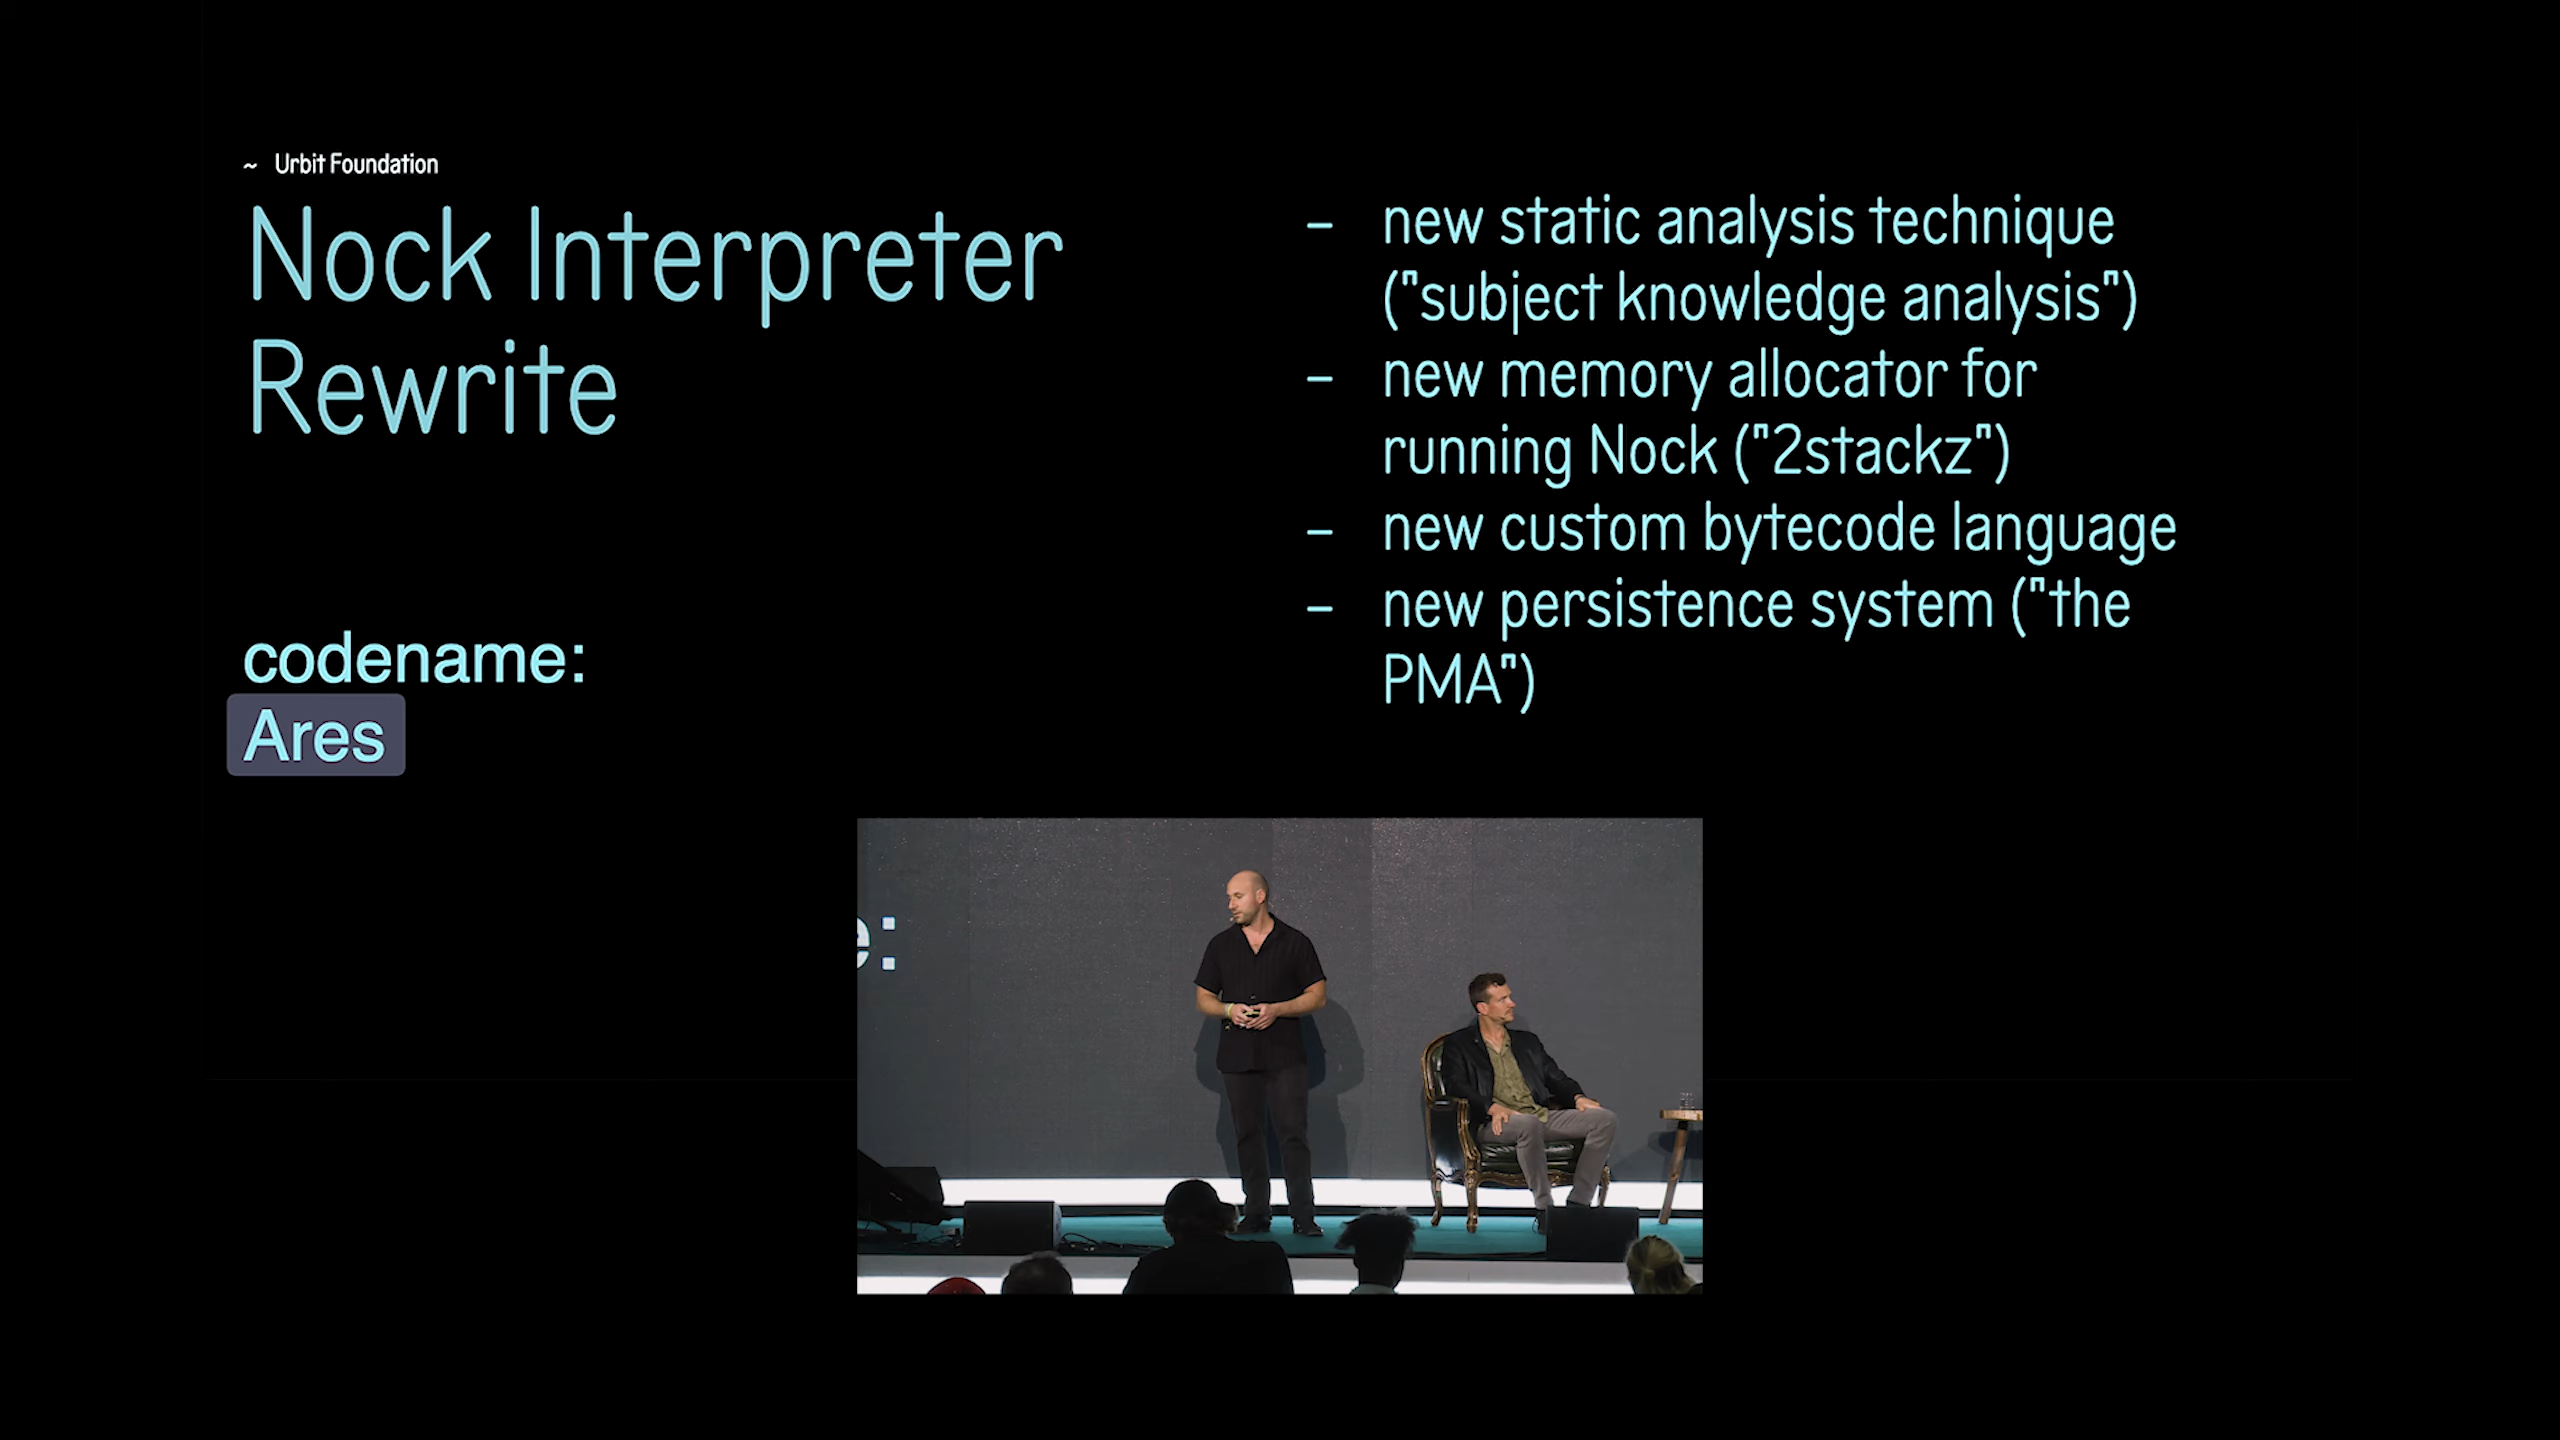 ~ Urbit Foundation
Nock Interpreter
Rewrite
codename:
Ares
– new static analysis technique
("subject knowledge analysis")
– new memory allocator for
running Nock ("2stackz")
– new custom bytecode language
– new persistence system ("the
PMA")
e: